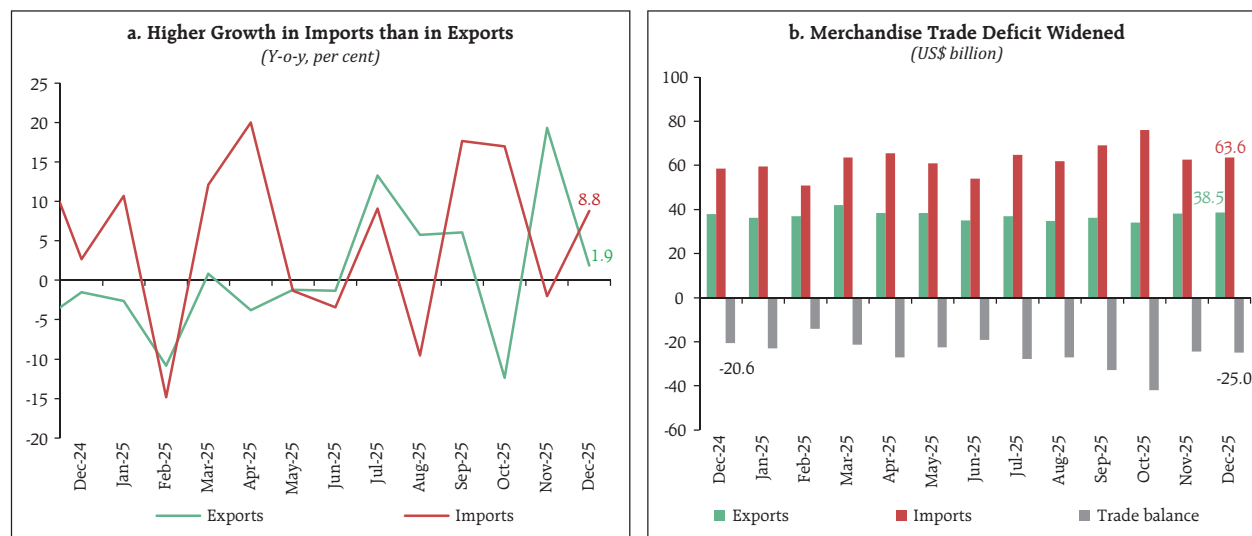 a. Higher Growth in Imports than in Exports
(Y-o-y, per cent)
25
20
15
10
5
0
-5
-10
-15
-20
8.8
1.9
Dec-24
Jan-25
Feb-25
Mar-25
Apr-25
May-25
Jun-25
Jul-25
Aug-25
Sep-25
Oct-25
Nov-25
Dec-25
Exports
Imports
b. Merchandise Trade Deficit Widened
(US$ billion)
100
80
60
40
20
0
-20
-40
-60
63.6
38.5
-20.6
-25.0
Dec-24
Jan-25
Feb-25
Mar-25
Apr-25
May-25
Jun-25
Jul-25
Aug-25
Sep-25
Oct-25
Nov-25
Dec-25
Exports
Imports
Trade balance